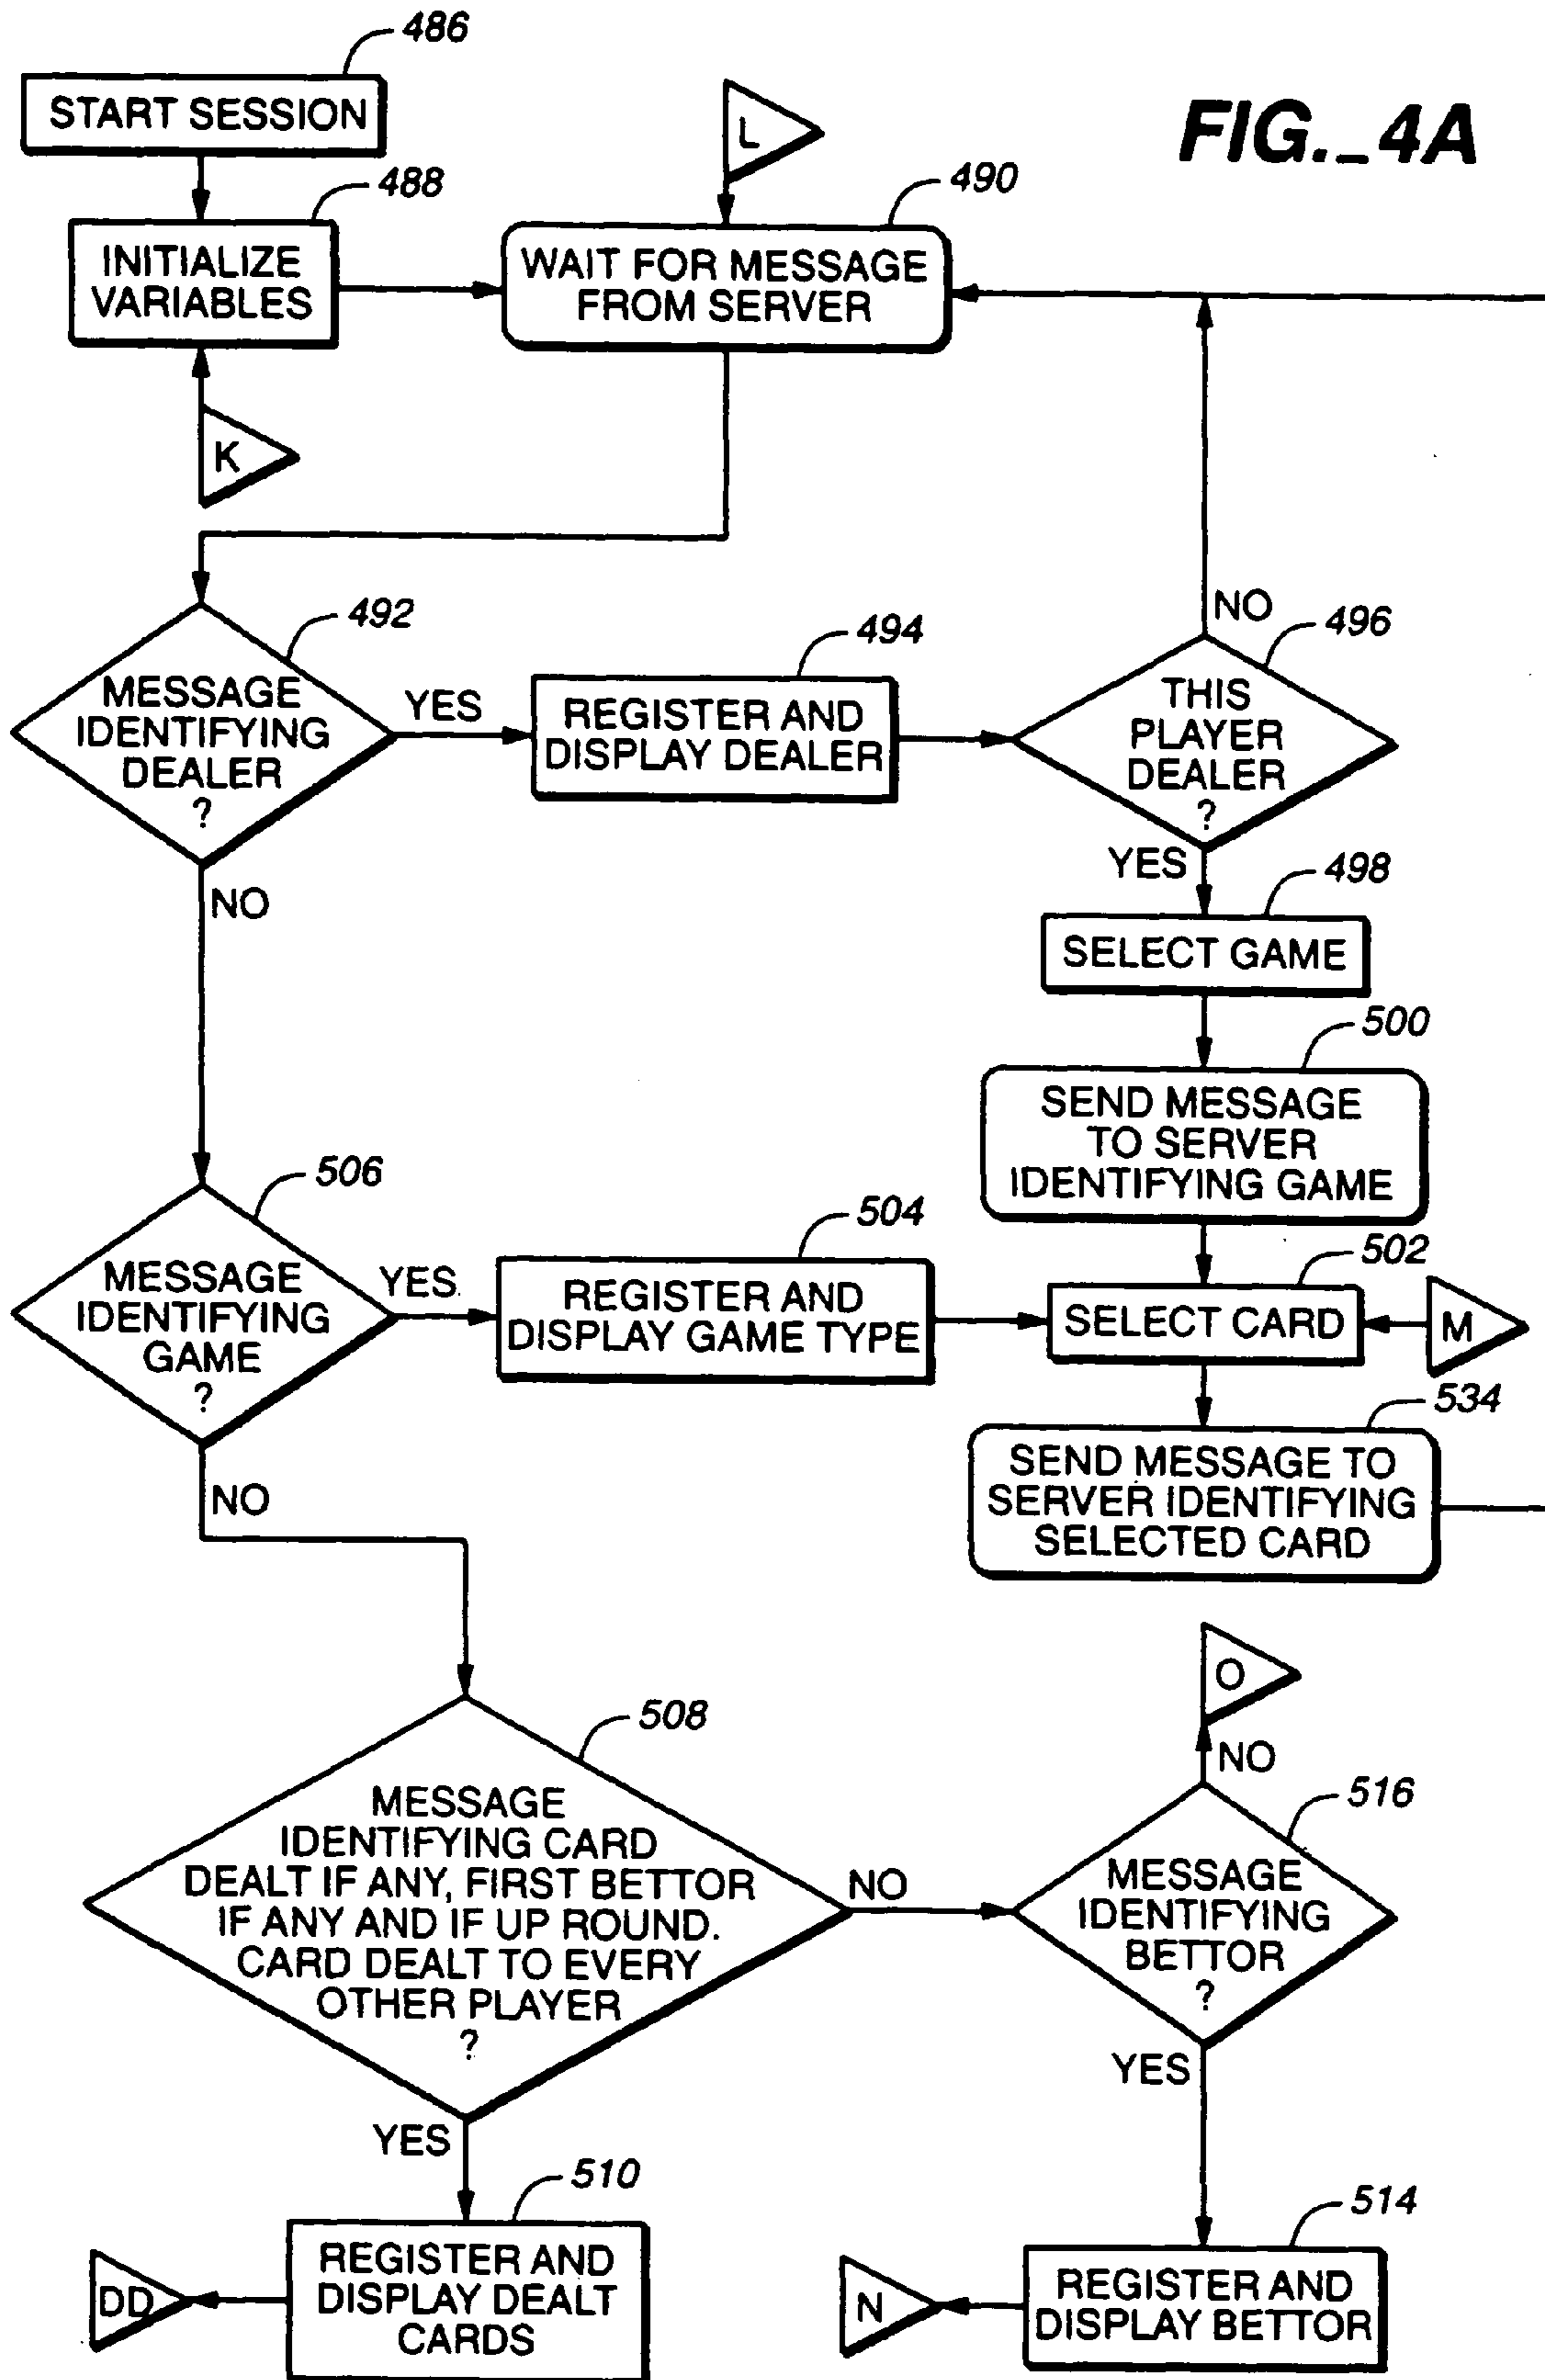 FIG._4A
486
START SESSION
488
INITIALIZE
VARIABLES
K
L
490
WAIT FOR MESSAGE
FROM SERVER
492
MESSAGE
IDENTIFYING
DEALER
?
YES
NO
494
REGISTER AND
DISPLAY DEALER
496
THIS
PLAYER
DEALER
?
NO
YES
498
SELECT GAME
500
SEND MESSAGE
TO SERVER
IDENTIFYING GAME
506
MESSAGE
IDENTIFYING
GAME
?
YES
NO
504
REGISTER AND
DISPLAY GAME TYPE
502
SELECT CARD
M
534
SEND MESSAGE TO
SERVER IDENTIFYING
SELECTED CARD
508
MESSAGE
IDENTIFYING CARD
DEALT IF ANY, FIRST BETTOR
IF ANY AND IF UP ROUND.
CARD DEALT TO EVERY
OTHER PLAYER
?
NO
YES
O
NO
516
MESSAGE
IDENTIFYING
BETTOR
?
YES
510
REGISTER AND
DISPLAY DEALT
CARDS
DD
514
REGISTER AND
DISPLAY BETTOR
N